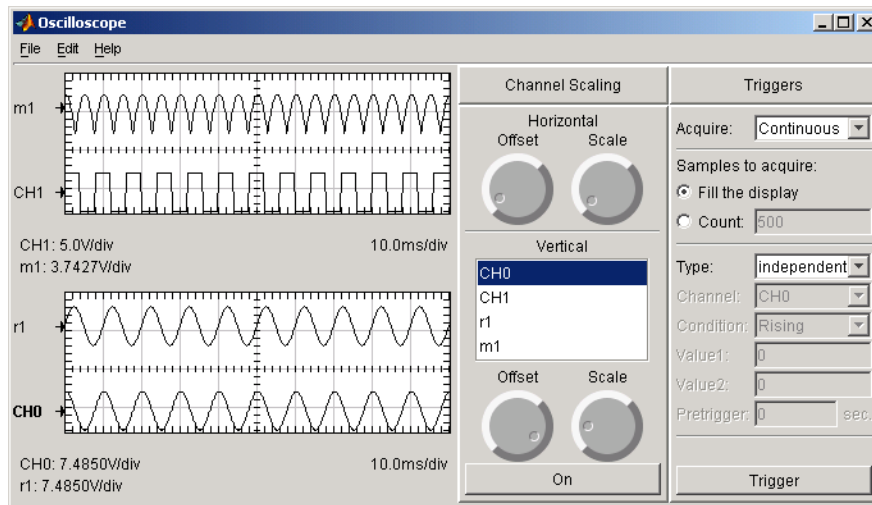 Oscilloscope
File Edit Help
m1
CH1
CH1: 5.0V/div 10.0ms/div
m1: 3.7427V/div
r1
CH0
CH0: 7.4850V/div 10.0ms/div
r1: 7.4850V/div
Channel Scaling
Horizontal
Offset Scale
Vertical
CH0
CH1
r1
m1
Offset Scale
On
Triggers
Acquire: Continuous
Samples to acquire:
Fill the display
Count: 500
Type: independent
Channel: CH0
Condition: Rising
Value1: 0
Value2: 0
Pretrigger: 0 sec.
Trigger